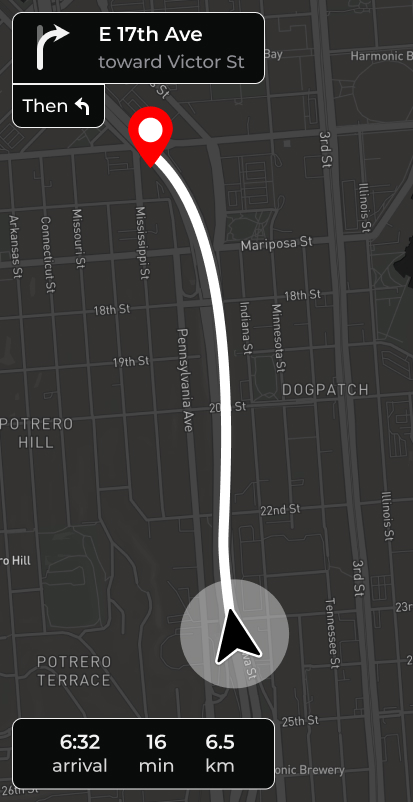 E 17th Ave
toward Victor St
Then
Bay
Harmonic B
3rd St
Illinois St
Arkansas St
Connecticut St
Missouri St
Mississippi St
Mariposa St
18th St
18th St
Indiana St
Minnesota St
Pennsylvania Ave
19th St
DOGPATCH
20th St
POTRERO
HILL
22nd St
Illinois St
ro Hill
3rd St
Tennessee St
23r
POTRERO
TERRACE
25th St
6:32
arrival
16
min
6.5
km
onic Brewery
26th